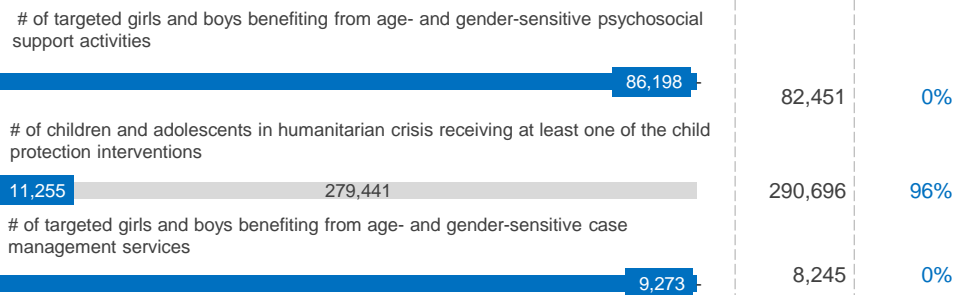 # of targeted girls and boys benefiting from age- and gender-sensitive psychosocial
support activities
86,198
82,451
0%
# of children and adolescents in humanitarian crisis receiving at least one of the child
protection interventions
11,255
279,441
290,696
96%
# of targeted girls and boys benefiting from age- and gender-sensitive case
management services
9,273
8,245
0%